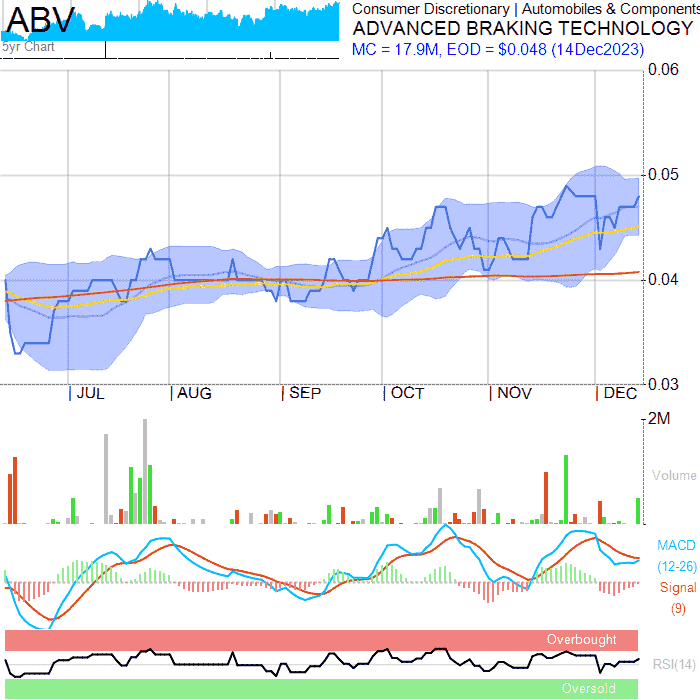 ABV
5yr Chart
Consumer Discretionary | Automobiles & Components
ADVANCED BRAKING TECHNOLOGY
MC = 17.9M, EOD = $0.048 (14Dec2023)
0.06
0.05
0.04
0.03
JUL AUG SEP OCT NOV DEC
2M
Volume
MACD
(12-26)
Signal
(9)
Overbought
RSI(14)
Oversold